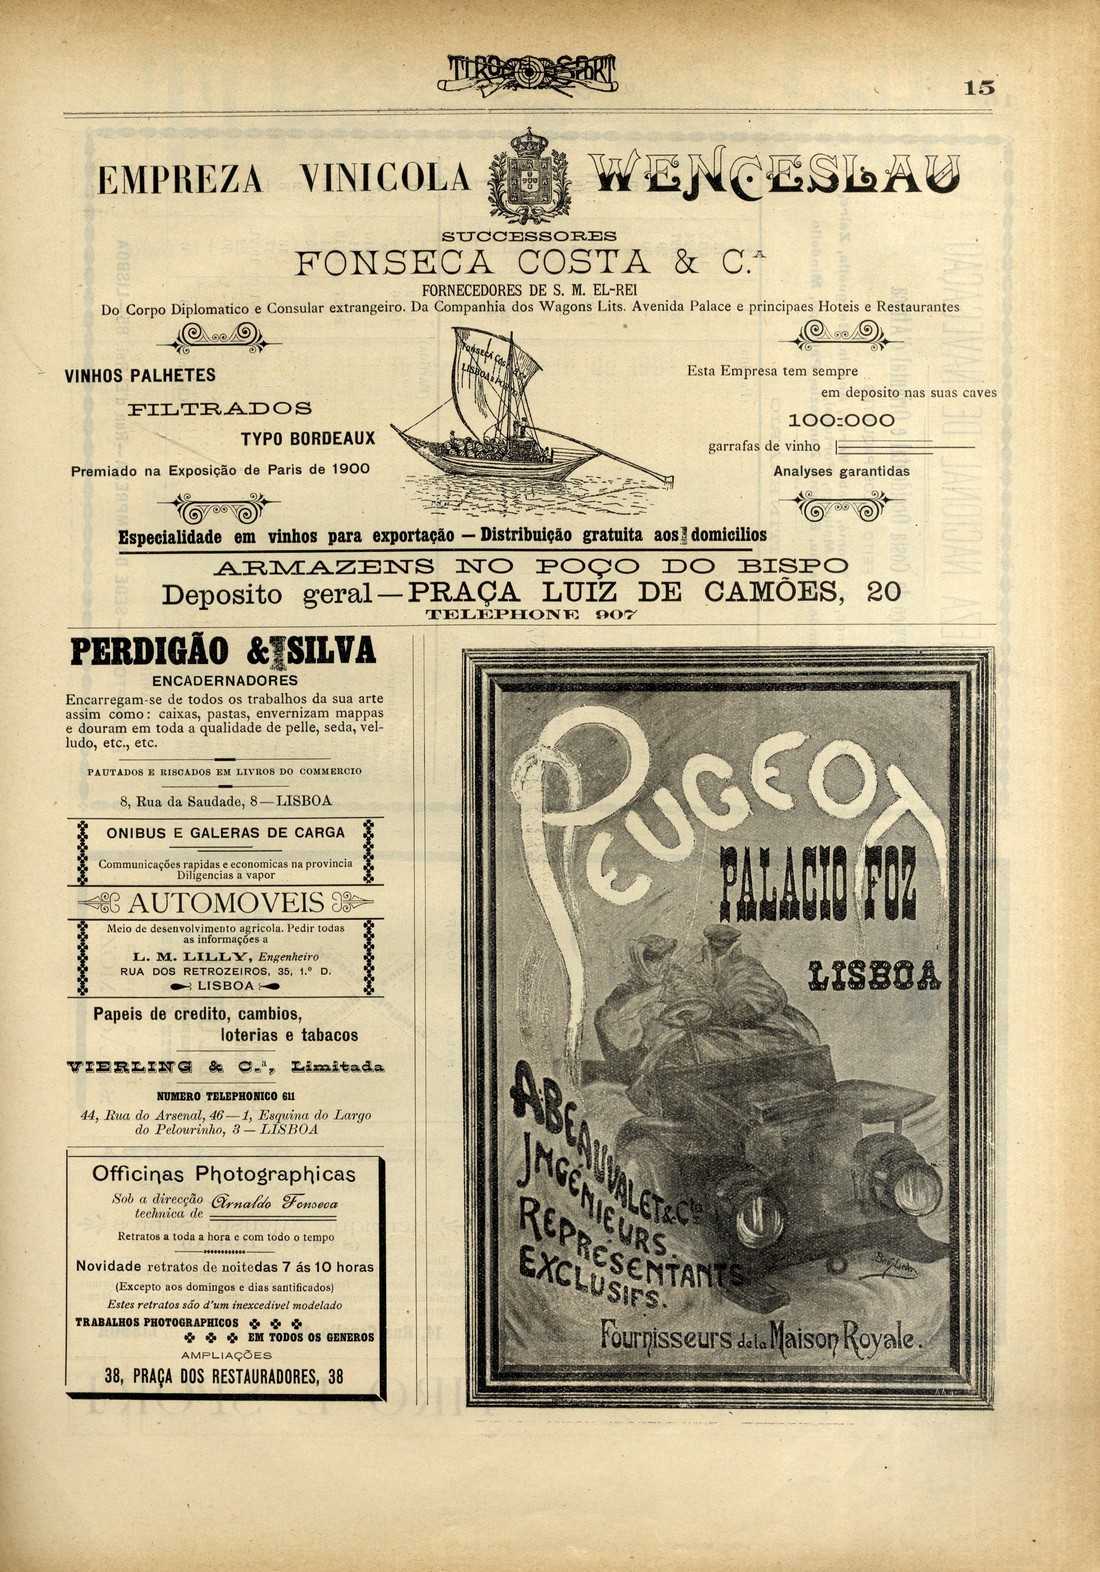 TIRO E SPORT
15
EMPREZA VINICOLA WENCESLAU
SUCCESSORES
FONSECA COSTA & C.A
FORNECEDORES DE S. M. EL-REI
Do Corpo Diplomatico e Consular extrangeiro. Da Companhia dos Wagons Lits. Avenida Palace e principaes Hoteis e Restaurantes
VINHOS PALHETES
FILTRADOS
TYPO BORDEAUX
Premiado na Exposição de Paris de 1900
FONSECA COSTA & Cª
LISBOA e PORTO
Esta Empresa tem sempre
em deposito nas suas caves
100:000
garrafas de vinho
Analyses garantidas
Especialidade em vinhos para exportação — Distribuição gratuita aos domicilios
ARMAZENS NO POÇO DO BISPO
Deposito geral — PRAÇA LUIZ DE CAMÕES, 20
TELEPHONE 907
PERDIGÃO & SILVA
ENCADERNADORES
Encarregam-se de todos os trabalhos da sua arte
assim como: caixas, pastas, envernizam mappas
e douram em toda a qualidade de pelle, seda, vel-
ludo, etc., etc.
PAUTADOS E RISCADOS EM LIVROS DO COMMERCIO
8, Rua da Saudade, 8 — LISBOA
ONIBUS E GALERAS DE CARGA
Communicações rapidas e economicas na provincia
Diligencias a vapor
AUTOMOVEIS
Meio de desenvolvimento agricola. Pedir todas
as informações a
L. M. LILLY, Engenheiro
RUA DOS RETROZEIROS, 35, 1.º D.
LISBOA
Papeis de credito, cambios,
loterias e tabacos
VIERLING & C.ª, Limitada
NUMERO TELEPHONICO 611
44, Rua do Arsenal, 46 — 1, Esquina do Largo
do Pelourinho, 3 — LISBOA
Officinas Photographicas
Sob a direcção
technica de Arnaldo Fonseca
Retratos a toda a hora e com todo o tempo
Novidade retratos de noitedas 7 ás 10 horas
(Excepto aos domingos e dias santificados)
Estes retratos são d'um inexcedivel modelado
TRABALHOS PHOTOGRAPHICOS
EM TODOS OS GENEROS
AMPLIAÇÕES
38, PRAÇA DOS RESTAURADORES, 38
PEUGEOT
PALACIO FOZ
LISBOA
A. BEAUVALET & Cie
INGÉNIEURS.
REPRÉSENTANTS
EXCLUSIFS.
Fournisseurs de la Maison Royale.